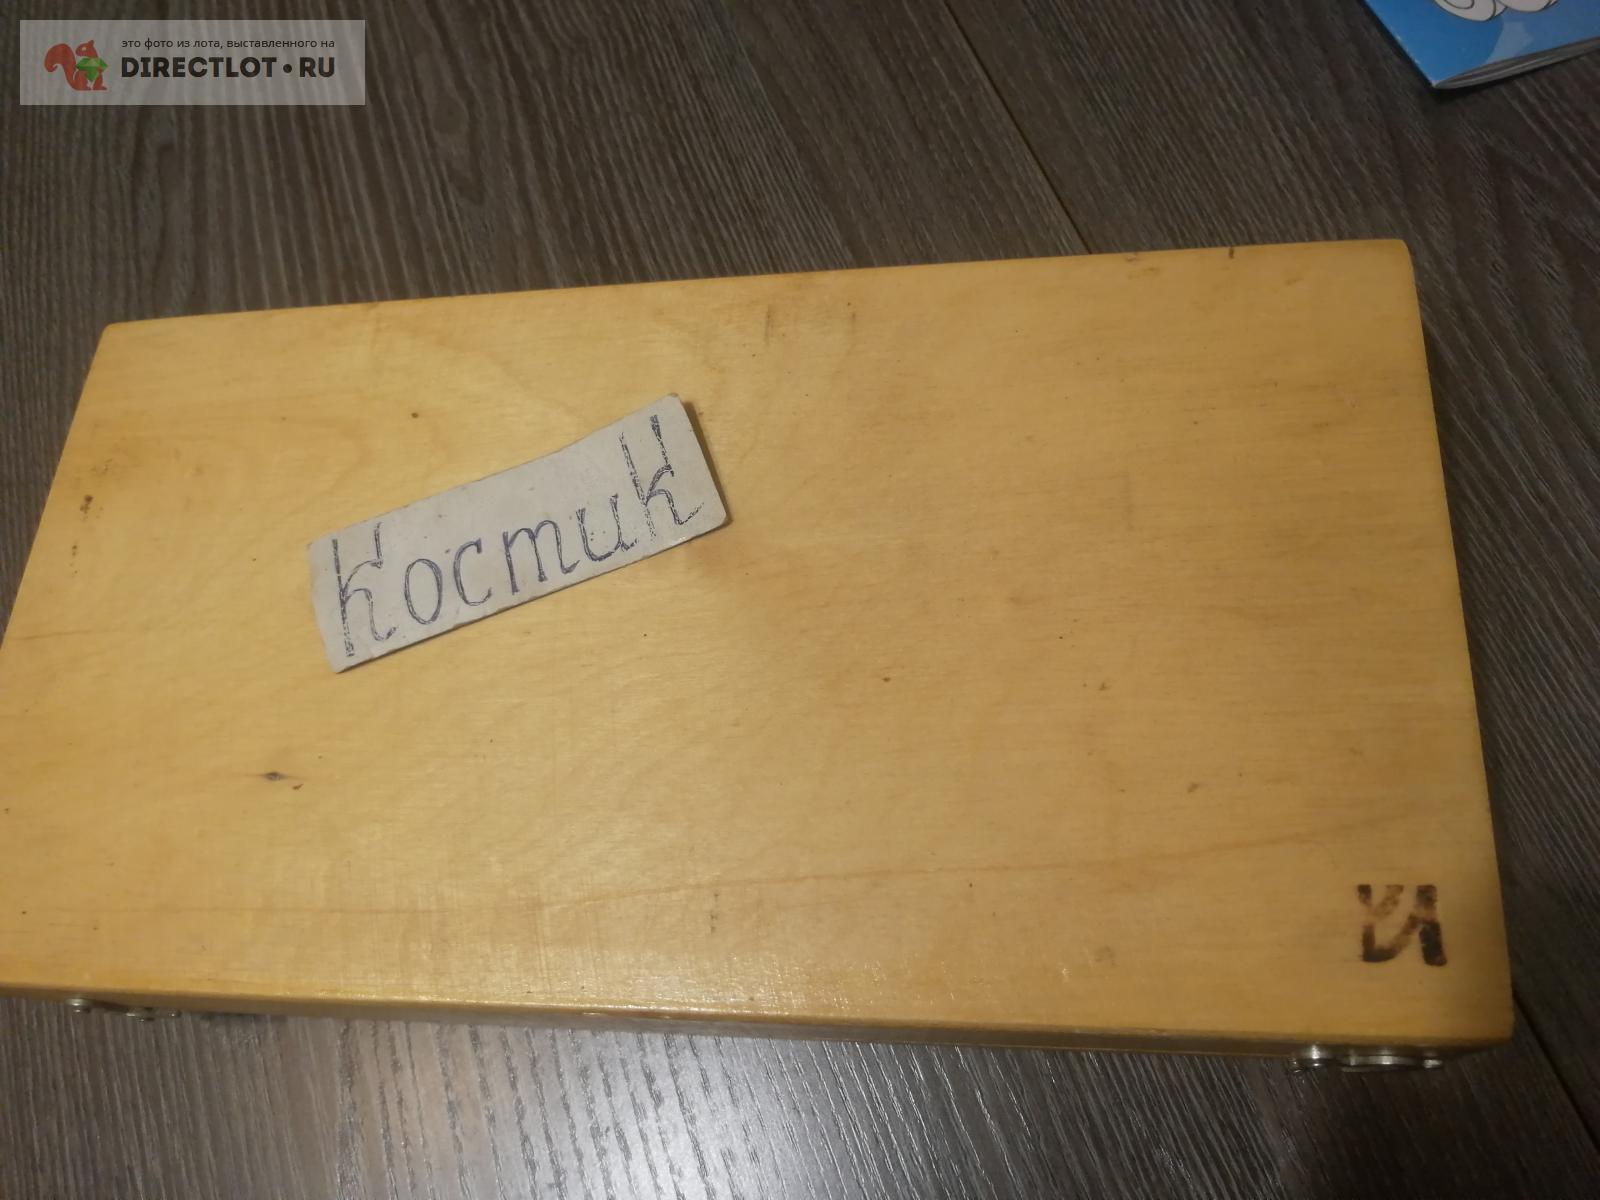 это фото из лота, выставленного на
DIRECTLOT•RU
Костик